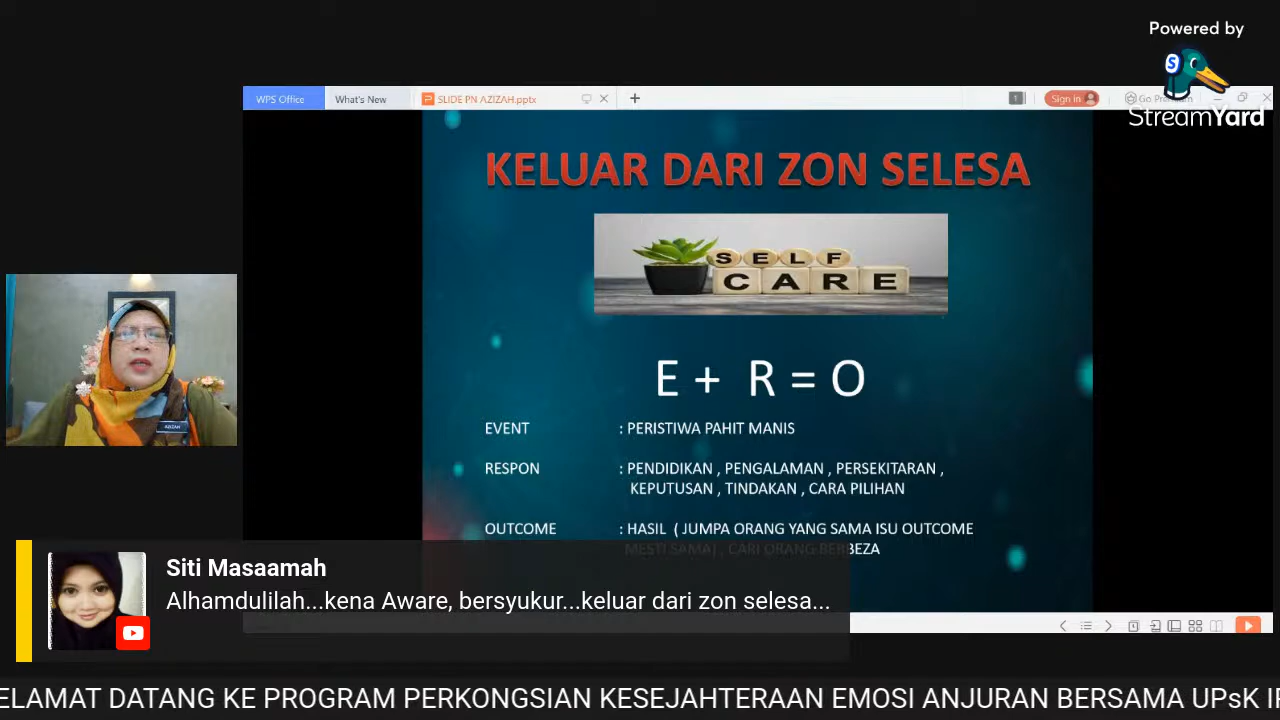 Powered by
StreamYard
WPS Office
What's New
SLIDE PN AZIZAH.pptx
1
Sign in
Go Premium
KELUAR DARI ZON SELESA
SELF
CARE
E + R = O
EVENT : PERISTIWA PAHIT MANIS
RESPON : PENDIDIKAN , PENGALAMAN , PERSEKITARAN ,
KEPUTUSAN , TINDAKAN , CARA PILIHAN
OUTCOME : HASIL ( JUMPA ORANG YANG SAMA ISU OUTCOME
MESTI SAMA) , CARI ORANG BERBEZA
AZIZAH
Siti Masaamah
Alhamdulilah...kena Aware, bersyukur...keluar dari zon selesa...
ELAMAT DATANG KE PROGRAM PERKONGSIAN KESEJAHTERAAN EMOSI ANJURAN BERSAMA UPsK